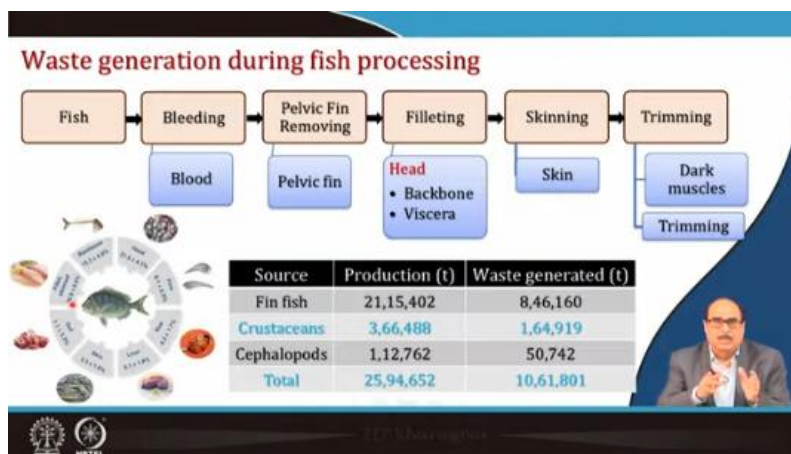 Waste generation during fish processing
Fish
Bleeding
Pelvic Fin
Removing
Filleting
Skinning
Trimming
Blood
Pelvic fin
Head
• Backbone
• Viscera
Skin
Dark
muscles
Trimming
Source Production (t) Waste generated (t)
Fin fish 21,15,402 8,46,160
Crustaceans 3,66,488 1,64,919
Cephalopods 1,12,762 50,742
Total 25,94,652 10,61,801